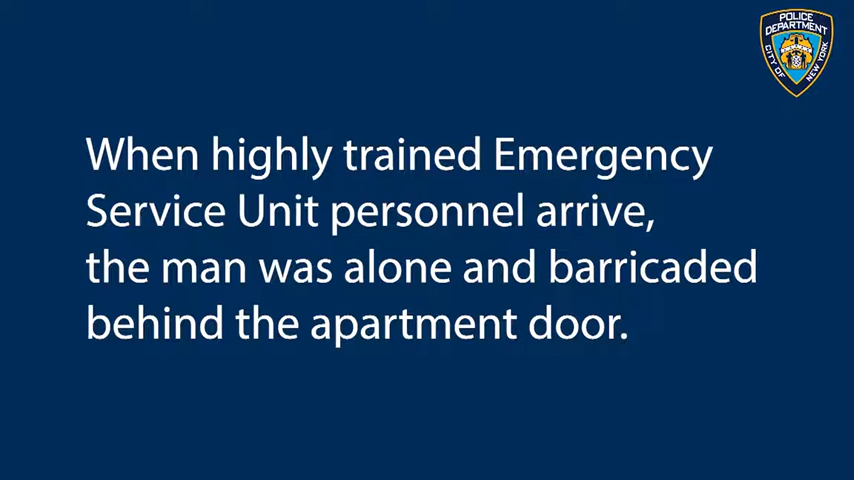 POLICE
DEPARTMENT
CITY OF
NEW YORK
When highly trained Emergency
Service Unit personnel arrive,
the man was alone and barricaded
behind the apartment door.